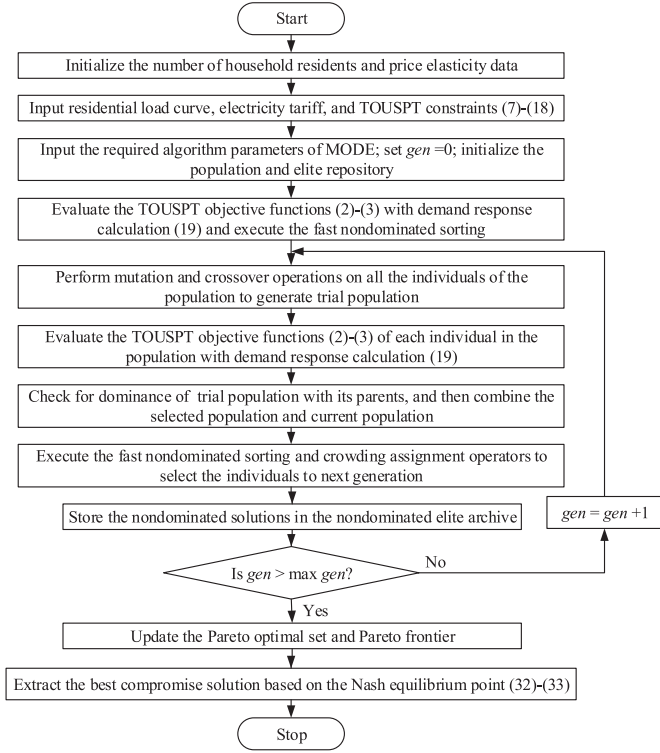 Start
Initialize the number of household residents and price elasticity data
Input residential load curve, electricity tariff, and TOUSPT constraints (7)-(18)
Input the required algorithm parameters of MODE; set gen =0; initialize the
population and elite repository
Evaluate the TOUSPT objective functions (2)-(3) with demand response
calculation (19) and execute the fast nondominated sorting
Perform mutation and crossover operations on all the individuals of the
population to generate trial population
Evaluate the TOUSPT objective functions (2)-(3) of each individual in the
population with demand response calculation (19)
Check for dominance of trial population with its parents, and then combine the
selected population and current population
Execute the fast nondominated sorting and crowding assignment operators to
select the individuals to next generation
Store the nondominated solutions in the nondominated elite archive
gen = gen +1
Is gen > max gen?
No
Yes
Update the Pareto optimal set and Pareto frontier
Extract the best compromise solution based on the Nash equilibrium point (32)-(33)
Stop